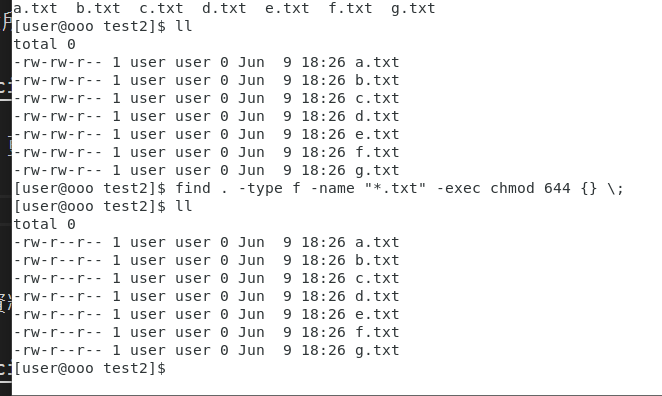 a.txt  b.txt  c.txt  d.txt  e.txt  f.txt  g.txt
[user@ooo test2]$ ll
total 0
-rw-rw-r-- 1 user user 0 Jun  9 18:26 a.txt
-rw-rw-r-- 1 user user 0 Jun  9 18:26 b.txt
-rw-rw-r-- 1 user user 0 Jun  9 18:26 c.txt
-rw-rw-r-- 1 user user 0 Jun  9 18:26 d.txt
-rw-rw-r-- 1 user user 0 Jun  9 18:26 e.txt
-rw-rw-r-- 1 user user 0 Jun  9 18:26 f.txt
-rw-rw-r-- 1 user user 0 Jun  9 18:26 g.txt
[user@ooo test2]$ find . -type f -name "*.txt" -exec chmod 644 {} \;
[user@ooo test2]$ ll
total 0
-rw-r--r-- 1 user user 0 Jun  9 18:26 a.txt
-rw-r--r-- 1 user user 0 Jun  9 18:26 b.txt
-rw-r--r-- 1 user user 0 Jun  9 18:26 c.txt
-rw-r--r-- 1 user user 0 Jun  9 18:26 d.txt
-rw-r--r-- 1 user user 0 Jun  9 18:26 e.txt
-rw-r--r-- 1 user user 0 Jun  9 18:26 f.txt
-rw-r--r-- 1 user user 0 Jun  9 18:26 g.txt
[user@ooo test2]$